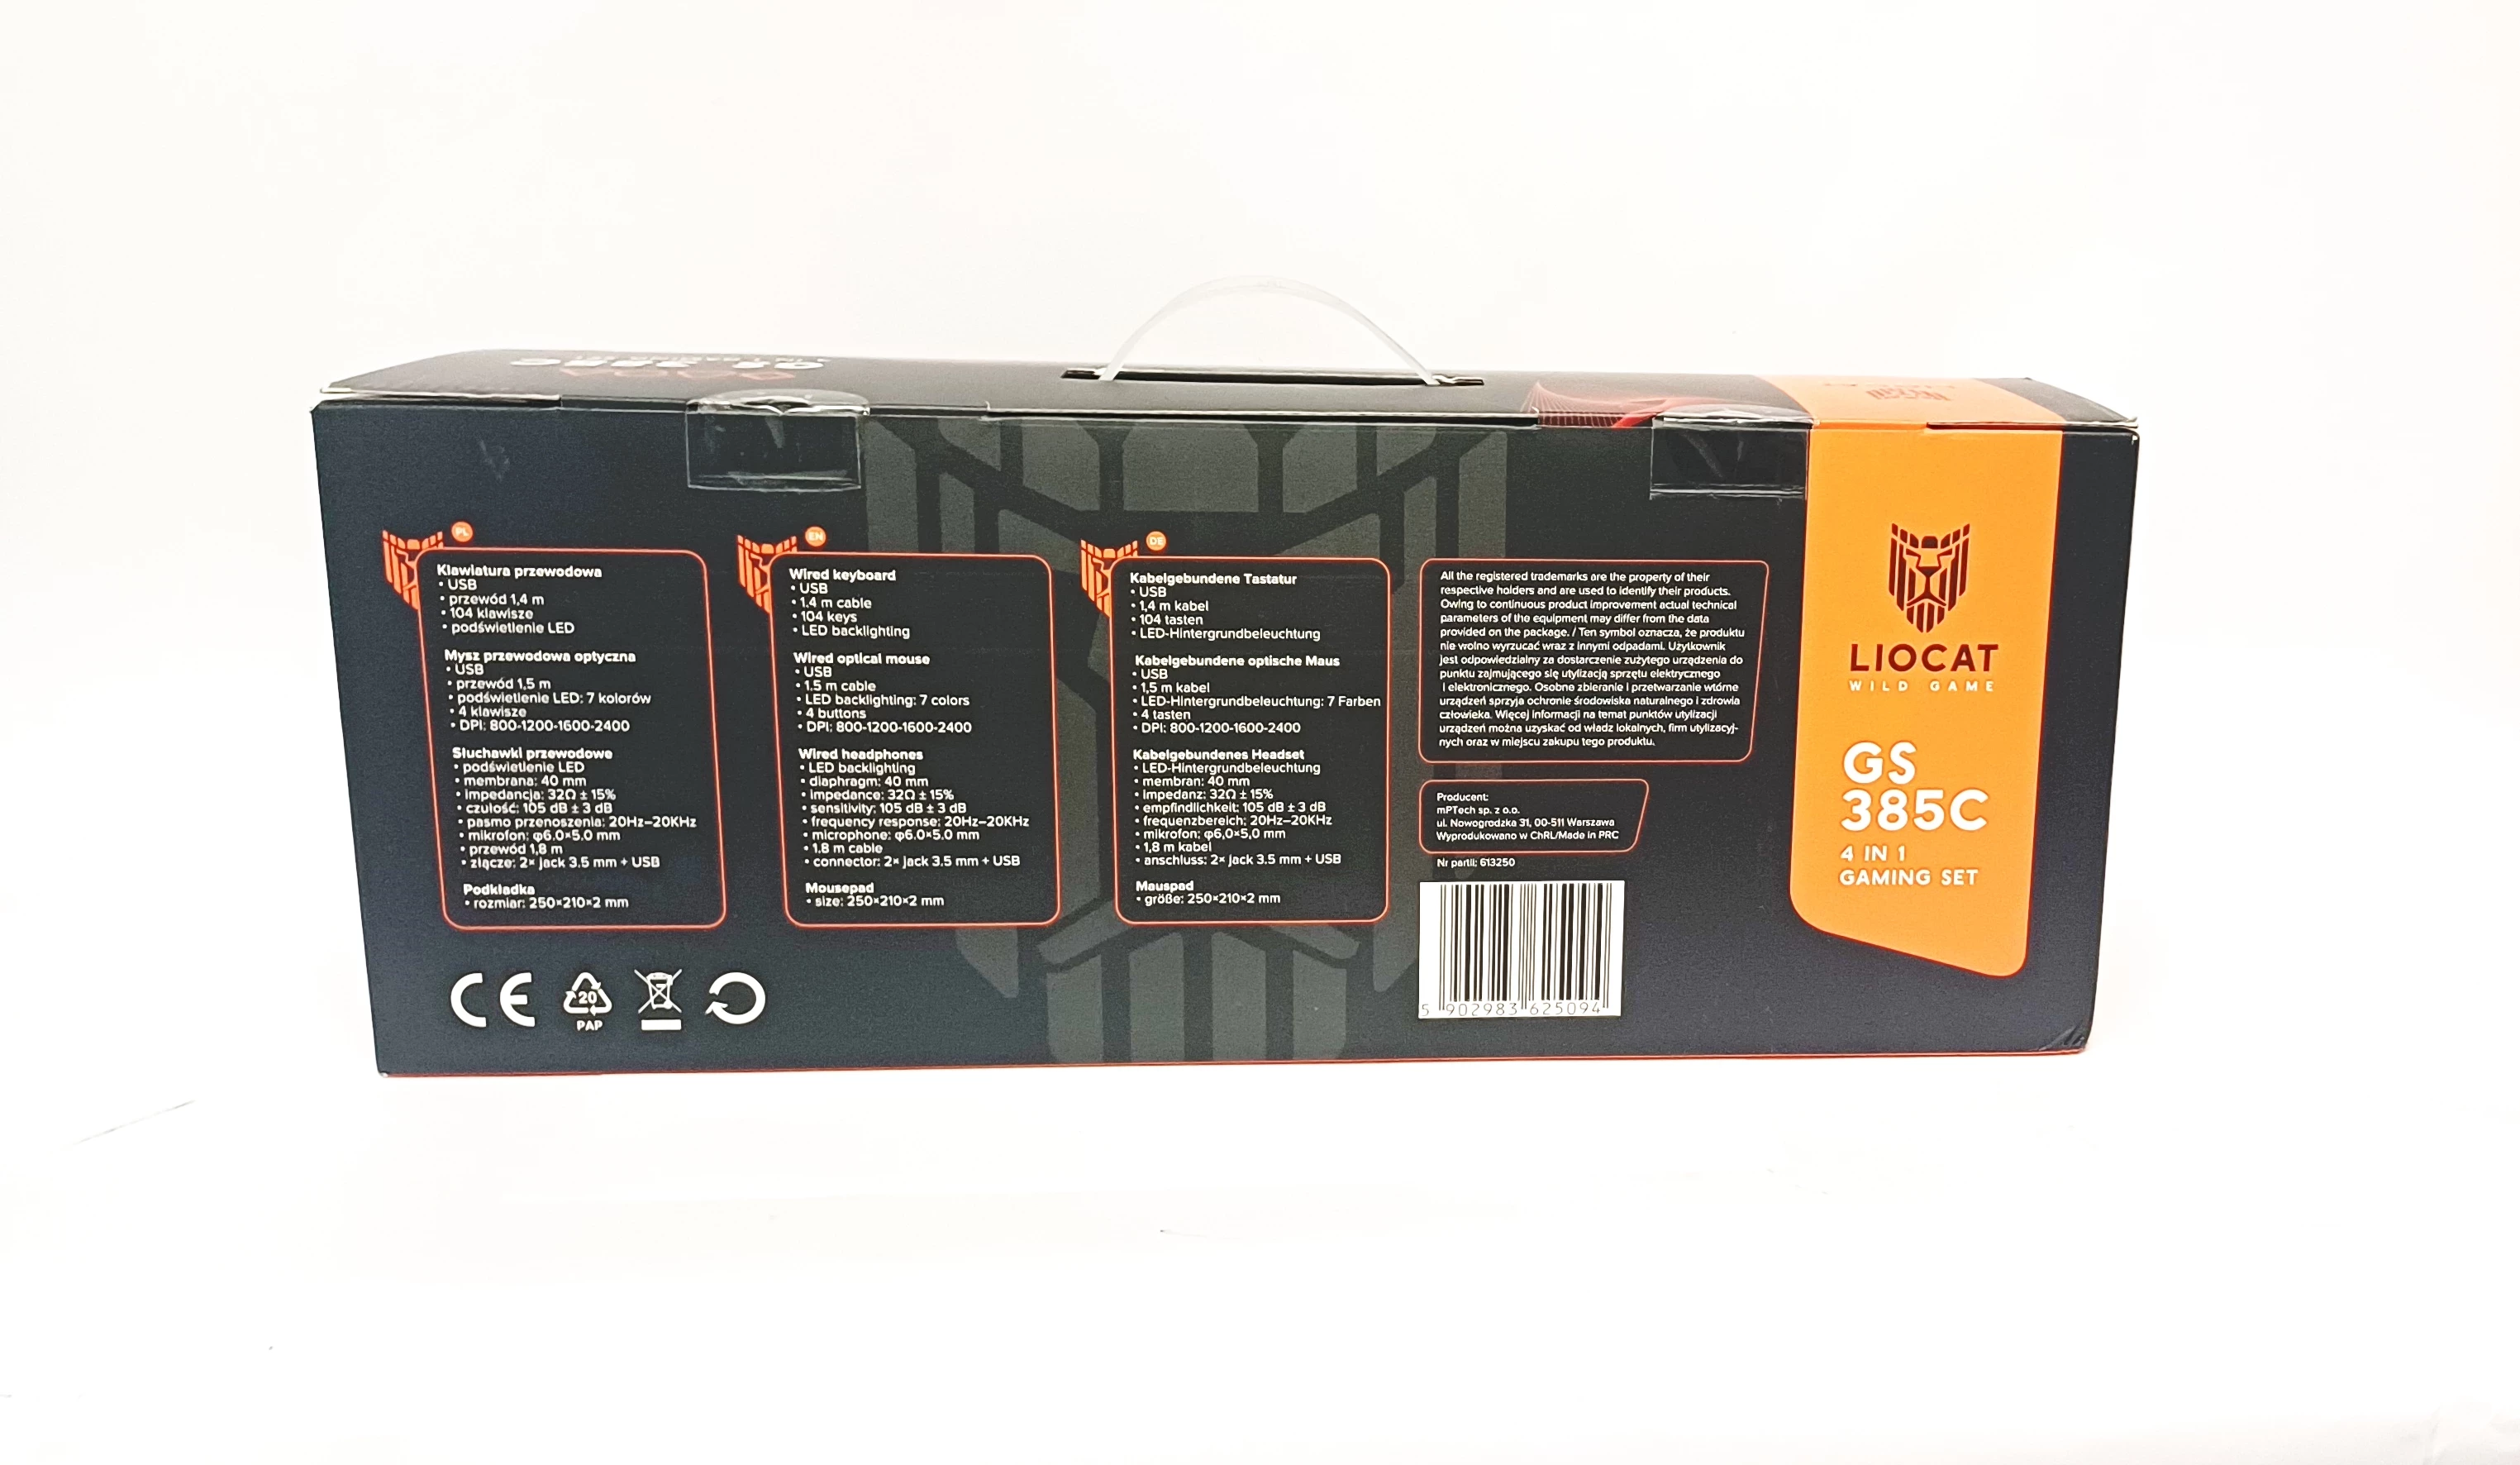 PL
Klawiatura przewodowa
• USB
• przewód 1,4 m
• 104 klawisze
• podświetlenie LED
Mysz przewodowa optyczna
• USB
• przewód 1,5 m
• podświetlenie LED: 7 kolorów
• 4 klawisze
• DPI: 800-1200-1600-2400
Słuchawki przewodowe
• podświetlenie LED
• membrana: 40 mm
• impedancja: 32Ω ± 15%
• czułość: 105 dB ± 3 dB
• pasmo przenoszenia: 20Hz–20KHz
• mikrofon: φ6.0×5.0 mm
• przewód 1,8 m
• złącze: 2× jack 3.5 mm + USB
Podkładka
• rozmiar: 250×210×2 mm
EN
Wired keyboard
• USB
• 1.4 m cable
• 104 keys
• LED backlighting
Wired optical mouse
• USB
• 1.5 m cable
• LED backlighting: 7 colors
• 4 buttons
• DPI: 800-1200-1600-2400
Wired headphones
• LED backlighting
• diaphragm: 40 mm
• impedance: 32Ω ± 15%
• sensitivity: 105 dB ± 3 dB
• frequency response: 20Hz–20KHz
• microphone: φ6.0×5.0 mm
• 1.8 m cable
• connector: 2× jack 3.5 mm + USB
Mousepad
• size: 250×210×2 mm
DE
Kabelgebundene Tastatur
• USB
• 1,4 m kabel
• 104 tasten
• LED-Hintergrundbeleuchtung
Kabelgebundene optische Maus
• USB
• 1,5 m kabel
• LED-Hintergrundbeleuchtung: 7 Farben
• 4 tasten
• DPI: 800-1200-1600-2400
Kabelgebundenes Headset
• LED-Hintergrundbeleuchtung
• membran: 40 mm
• impedanz: 32Ω ± 15%
• empfindlichkeit: 105 dB ± 3 dB
• frequenzbereich: 20Hz–20KHz
• mikrofon: φ6,0×5,0 mm
• 1,8 m kabel
• anschluss: 2× jack 3.5 mm + USB
Mauspad
• größe: 250×210×2 mm
All the registered trademarks are the property of their
respective holders and are used to identify their products.
Owing to continuous product improvement actual technical
parameters of the equipment may differ from the data
provided on the package. / Ten symbol oznacza, że produktu
nie wolno wyrzucać wraz z innymi odpadami. Użytkownik
jest odpowiedzialny za dostarczenie zużytego urządzenia do
punktu zajmującego się utylizacją sprzętu elektrycznego
i elektronicznego. Osobne zbieranie i przetwarzanie wtórne
urządzeń sprzyja ochronie środowiska naturalnego i zdrowia
człowieka. Więcej informacji na temat punktów utylizacji
urządzeń można uzyskać od władz lokalnych, firm utylizacyj-
nych oraz w miejscu zakupu tego produktu.
Producent:
mPTech sp. z o.o.
ul. Nowogrodzka 31, 00-511 Warszawa
Wyprodukowano w ChRL/Made in PRC
Nr partii: 613250
5 902983 625094
LIOCAT
WILD GAME
GS
385C
4 IN 1
GAMING SET
CE
20
PAP
GS 385C
4 IN 1 GAMING SET